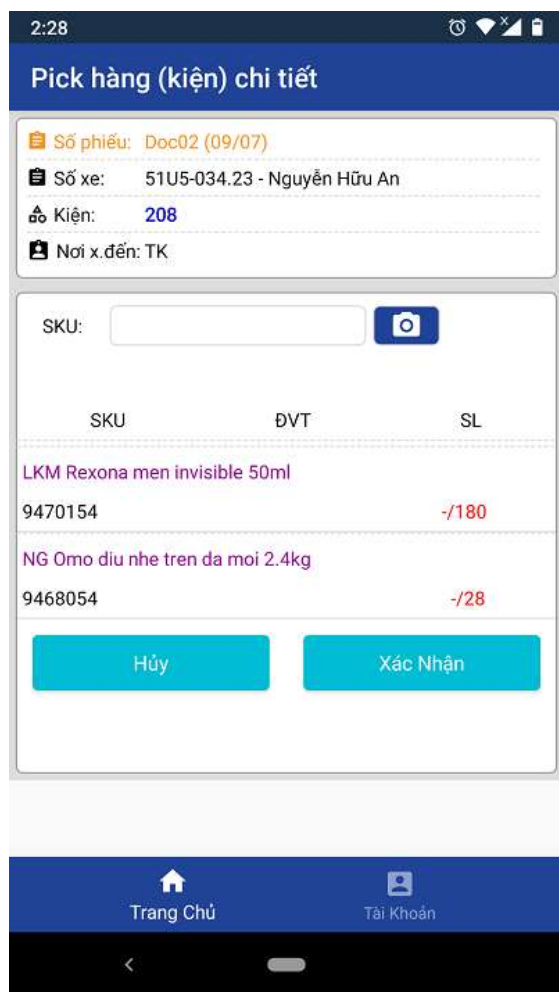 2:28
Pick hàng (kiện) chi tiết
Số phiếu: Doc02 (09/07)
Số xe: 51U5-034.23 - Nguyễn Hữu An
Kiện: 208
Nơi x.đến: TK
SKU:
SKU ĐVT SL
LKM Rexona men invisible 50ml
9470154 -/180
NG Omo diu nhe tren da moi 2.4kg
9468054 -/28
Hủy Xác Nhận
Trang Chủ Tài Khoản